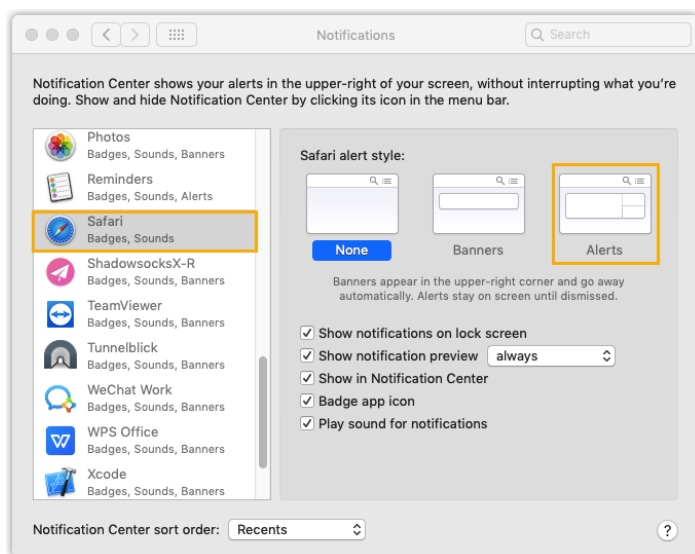 Notifications
Search
Notification Center shows your alerts in the upper-right of your screen, without interrupting what you're
doing. Show and hide Notification Center by clicking its icon in the menu bar.
Photos
Badges, Sounds, Banners
Reminders
Badges, Sounds, Alerts
Safari
Badges, Sounds
ShadowsocksX-R
Badges, Sounds, Banners
TeamViewer
Badges, Sounds, Banners
Tunnelblick
Badges, Sounds, Banners
WeChat Work
Badges, Sounds, Banners
WPS Office
Badges, Sounds, Banners
Xcode
Badges, Sounds, Banners
Safari alert style:
None
Banners
Alerts
Banners appear in the upper-right corner and go away
automatically. Alerts stay on screen until dismissed.
Show notifications on lock screen
Show notification preview always
Show in Notification Center
Badge app icon
Play sound for notifications
Notification Center sort order: Recents
?